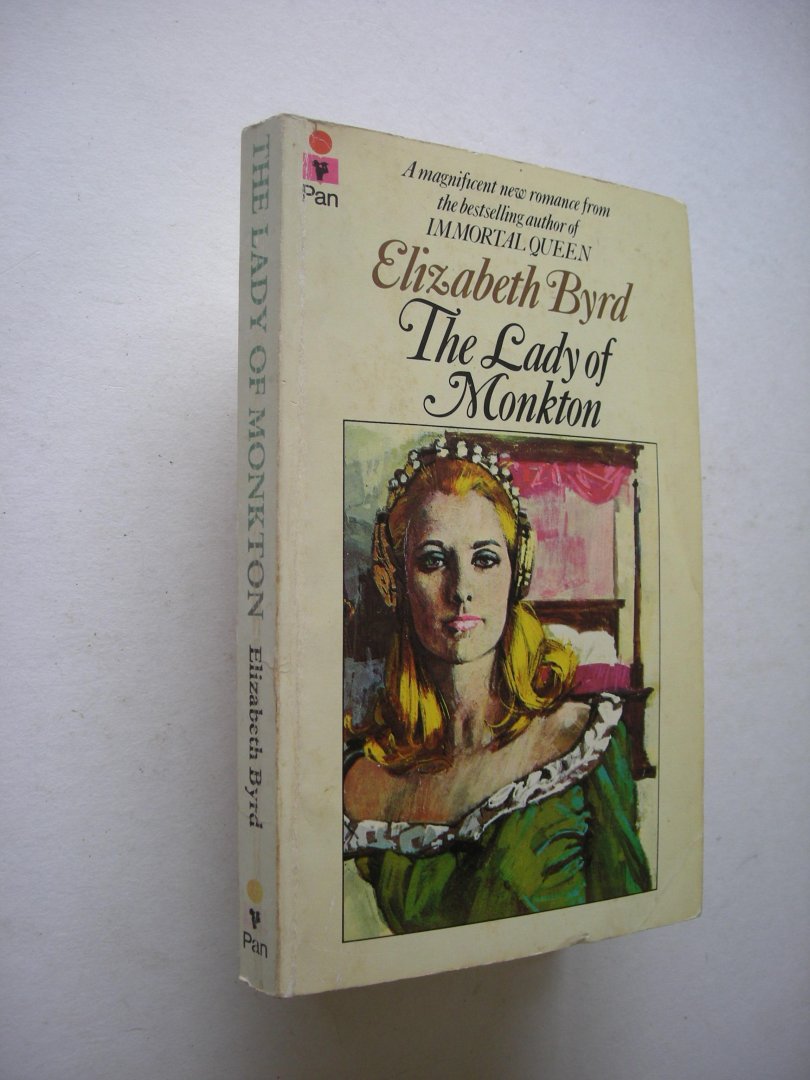 THE LADY OF MONKTON Elizabeth Byrd
Pan
Pan
A magnificent new romance from
the bestselling author of
IMMORTAL QUEEN
Elizabeth Byrd
The Lady of
Monkton